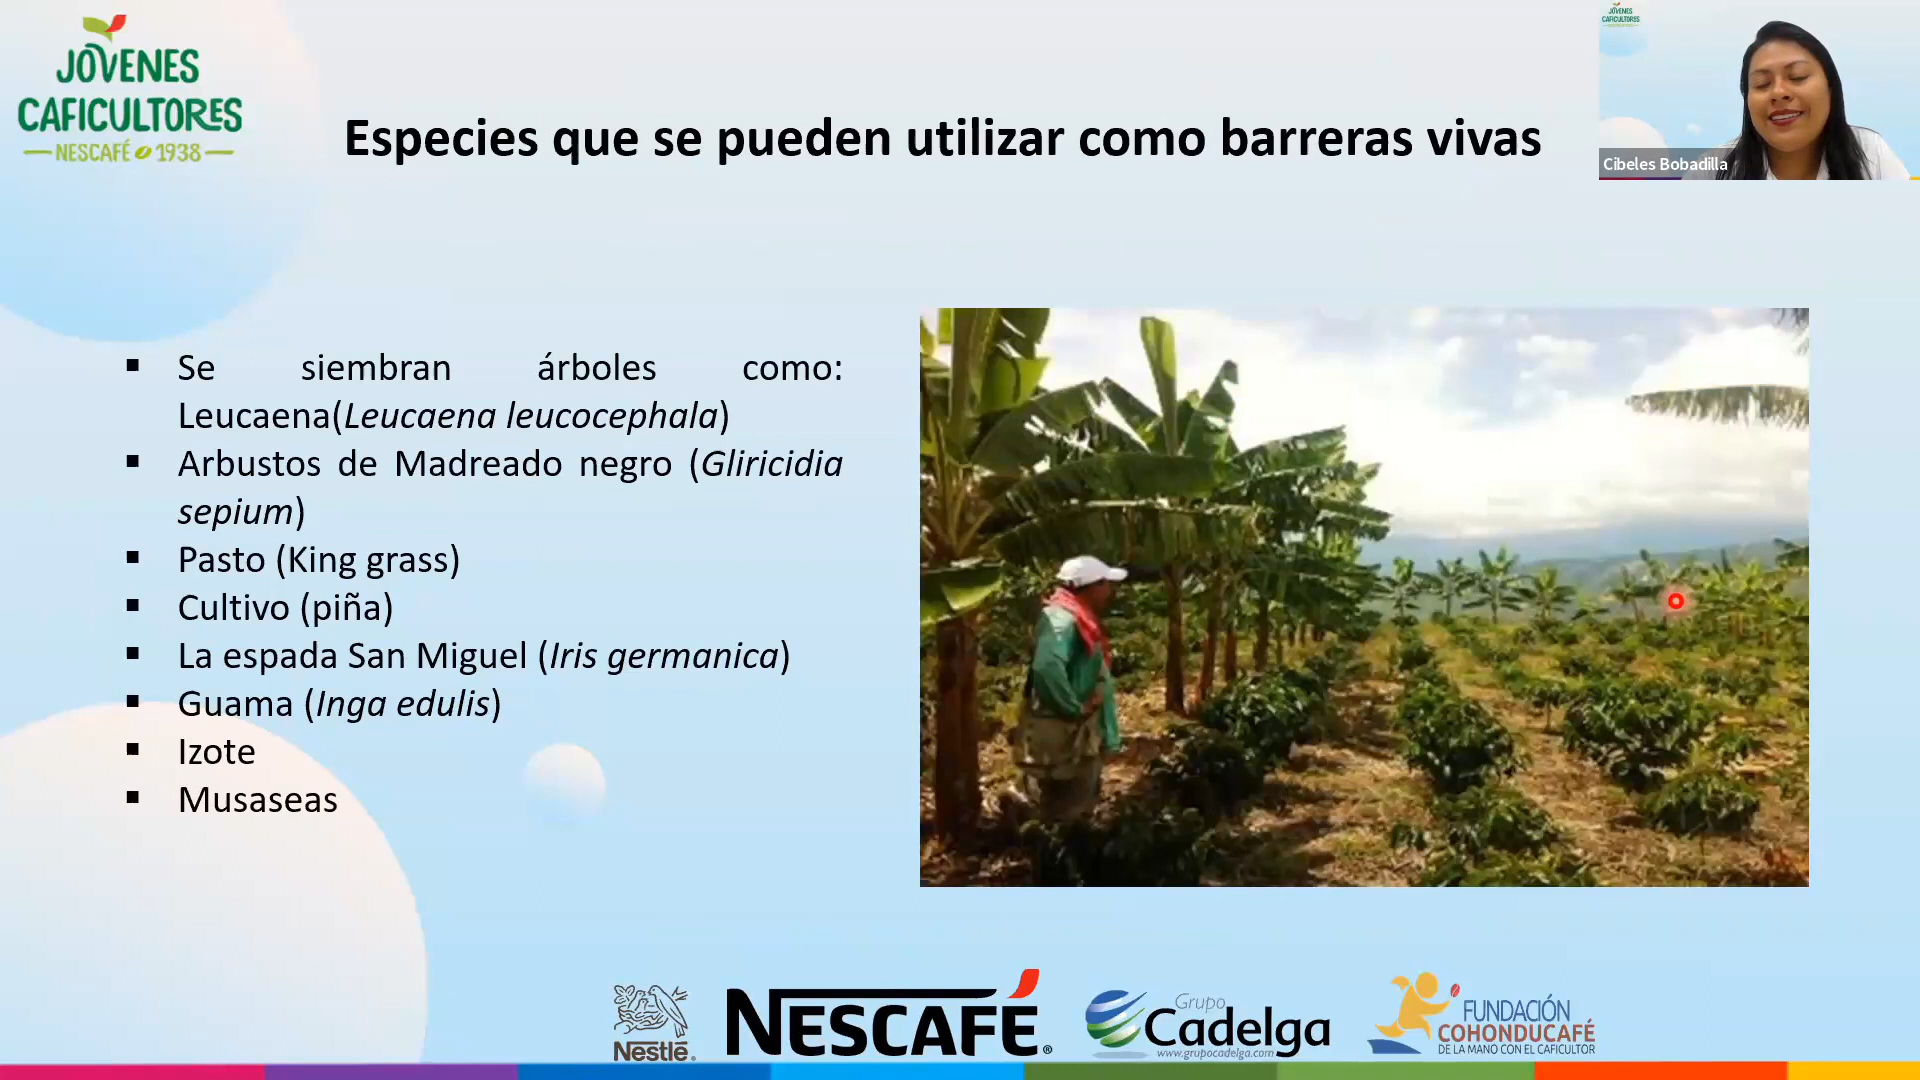 JÓVENES
CAFICULTORES
NESCAFÉ 1938
Especies que se pueden utilizar como barreras vivas
JÓVENES
CAFICULTORES
Cibeles Bobadilla
Se siembran árboles como:
Leucaena(Leucaena leucocephala)
Arbustos de Madreado negro (Gliricidia
sepium)
Pasto (King grass)
Cultivo (piña)
La espada San Miguel (Iris germanica)
Guama (Inga edulis)
Izote
Musaseas
Nestlé®
NESCAFÉ®
Grupo
Cadelga
www.grupocadelga.com
FUNDACIÓN
COHONDUCAFÉ
DE LA MANO CON EL CAFICULTOR